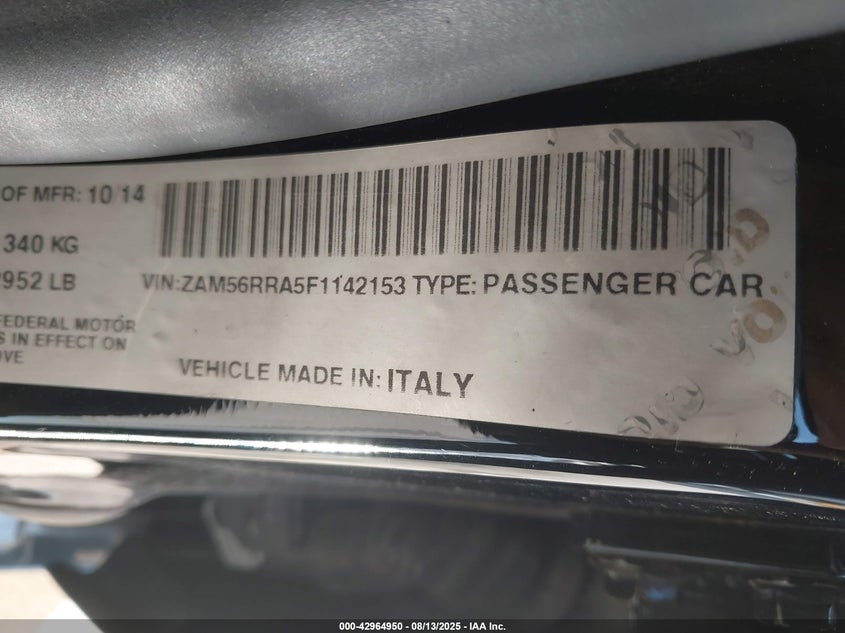 OF MFR: 10/14
340 KG
952 LB
VIN:ZAM56RRA5F1142153 TYPE: PASSENGER CAR
FEDERAL MOTOR
S IN EFFECT ON
OVE
VEHICLE MADE IN: ITALY
000-42964950 - 08/13/2025 - IAA Inc.